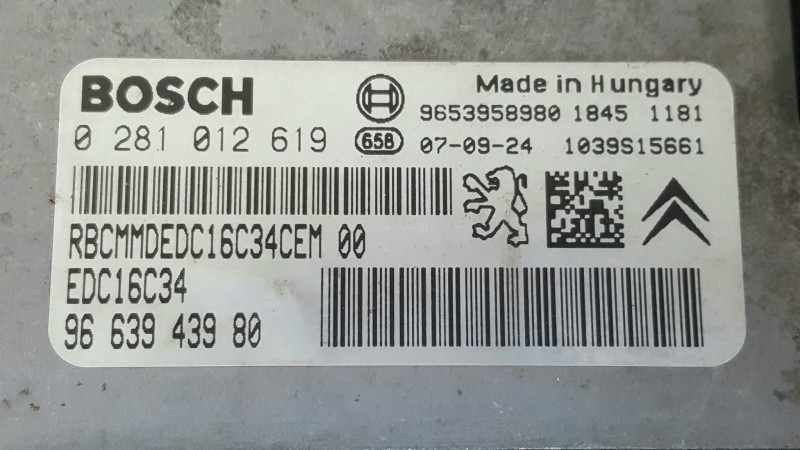 BOSCH
Made in Hungary
9653958980 1845 1181
0 281 012 619
658 07-09-24 1039S15661
RBCMMDEDC16C34CEM 00
EDC16C34
96 639 439 80